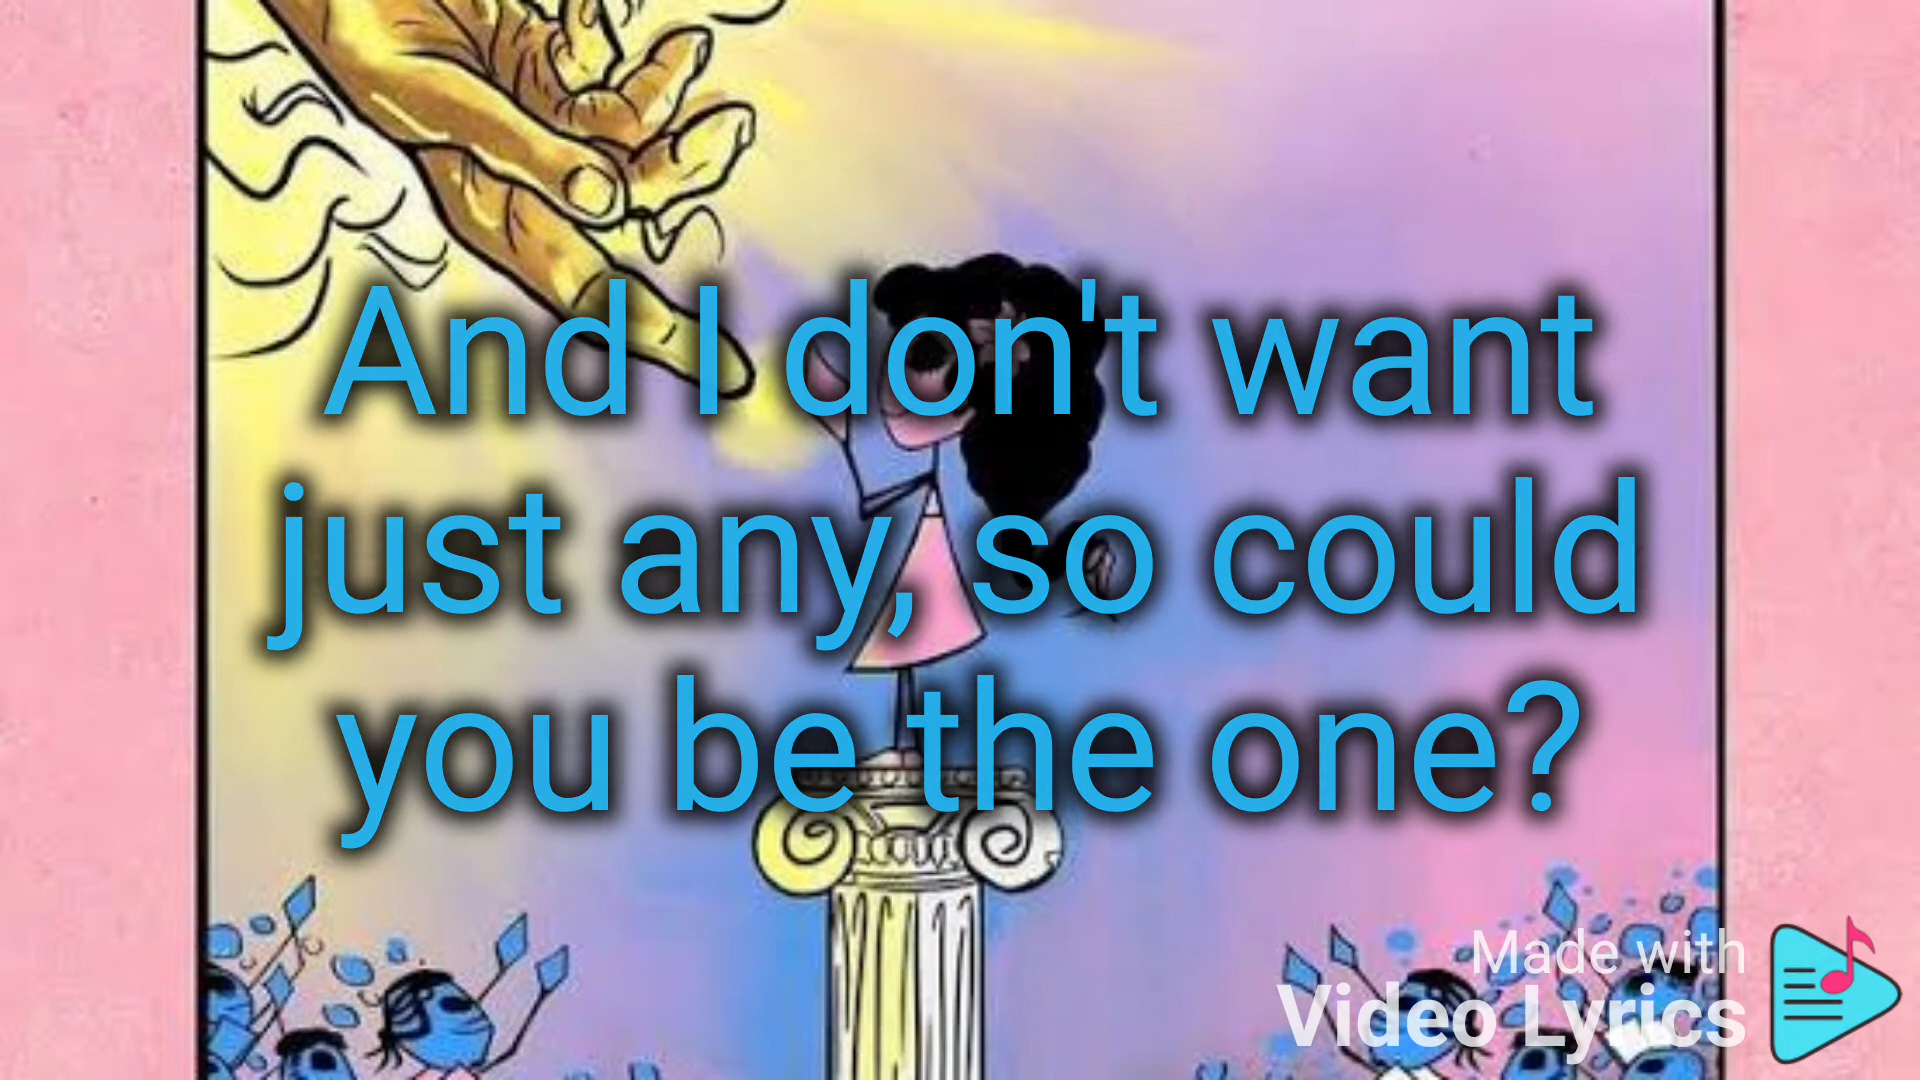 And I don't want
just any, so could
you be the one?
Made with
Video Lyrics